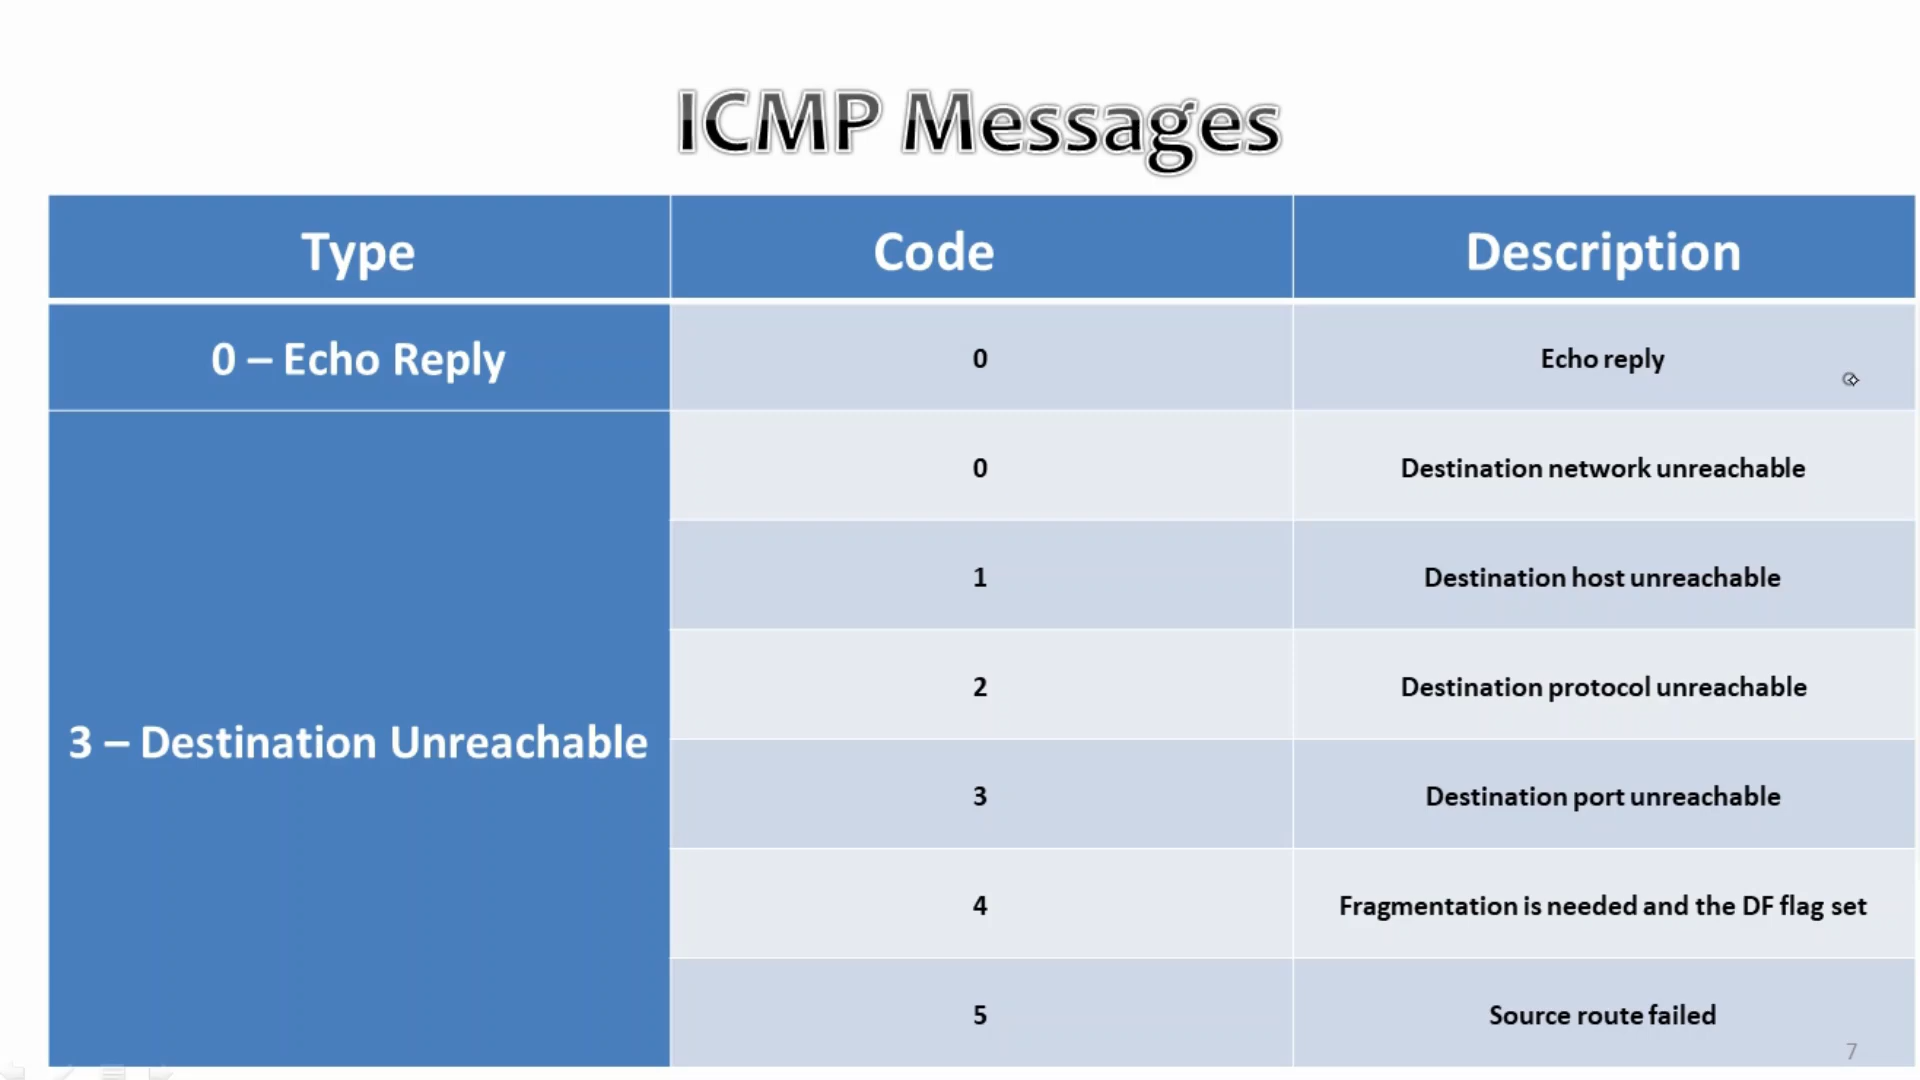 ICMP Messages
Type
Code
Description
0 – Echo Reply
0
Echo reply
3 – Destination Unreachable
0
Destination network unreachable
1
Destination host unreachable
2
Destination protocol unreachable
3
Destination port unreachable
4
Fragmentation is needed and the DF flag set
5
Source route failed
7